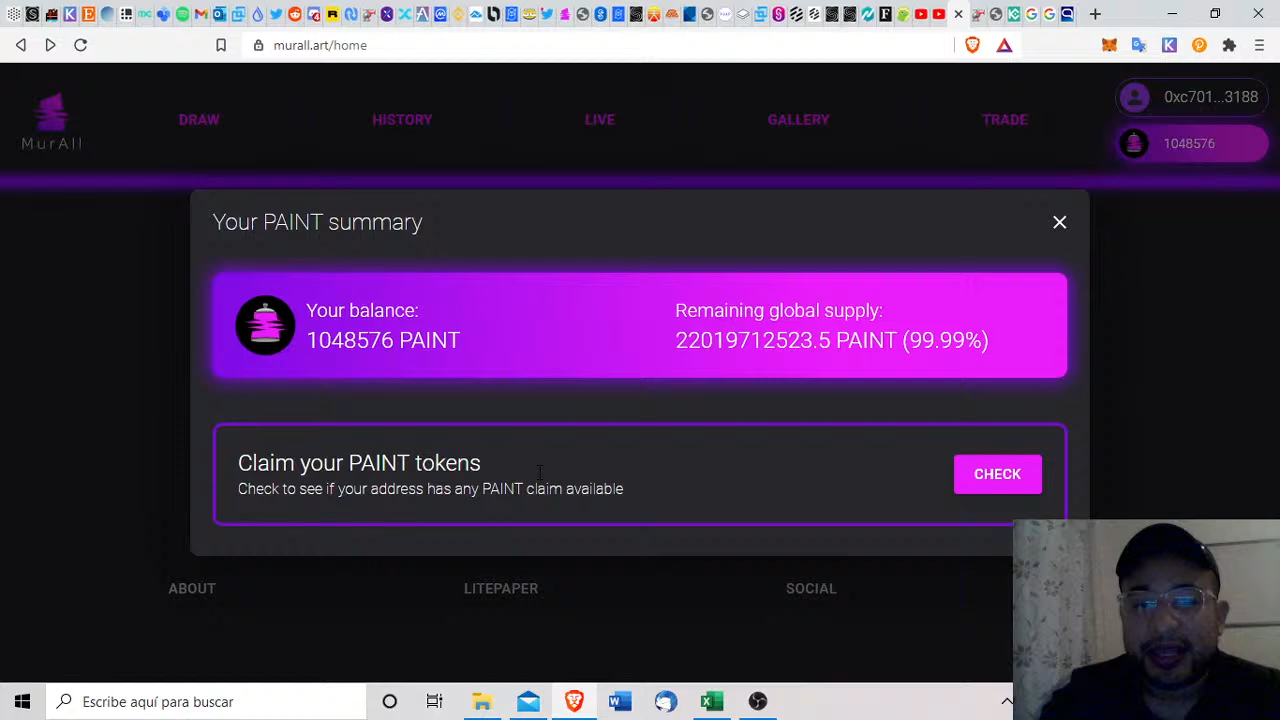 murall.art/home
MurAll
DRAW
HISTORY
LIVE
GALLERY
TRADE
0xc701...3188
1048576
Your PAINT summary
Your balance:
1048576 PAINT
Remaining global supply:
22019712523.5 PAINT (99.99%)
Claim your PAINT tokens
Check to see if your address has any PAINT claim available
CHECK
ABOUT
LITEPAPER
SOCIAL
Escribe aquí para buscar